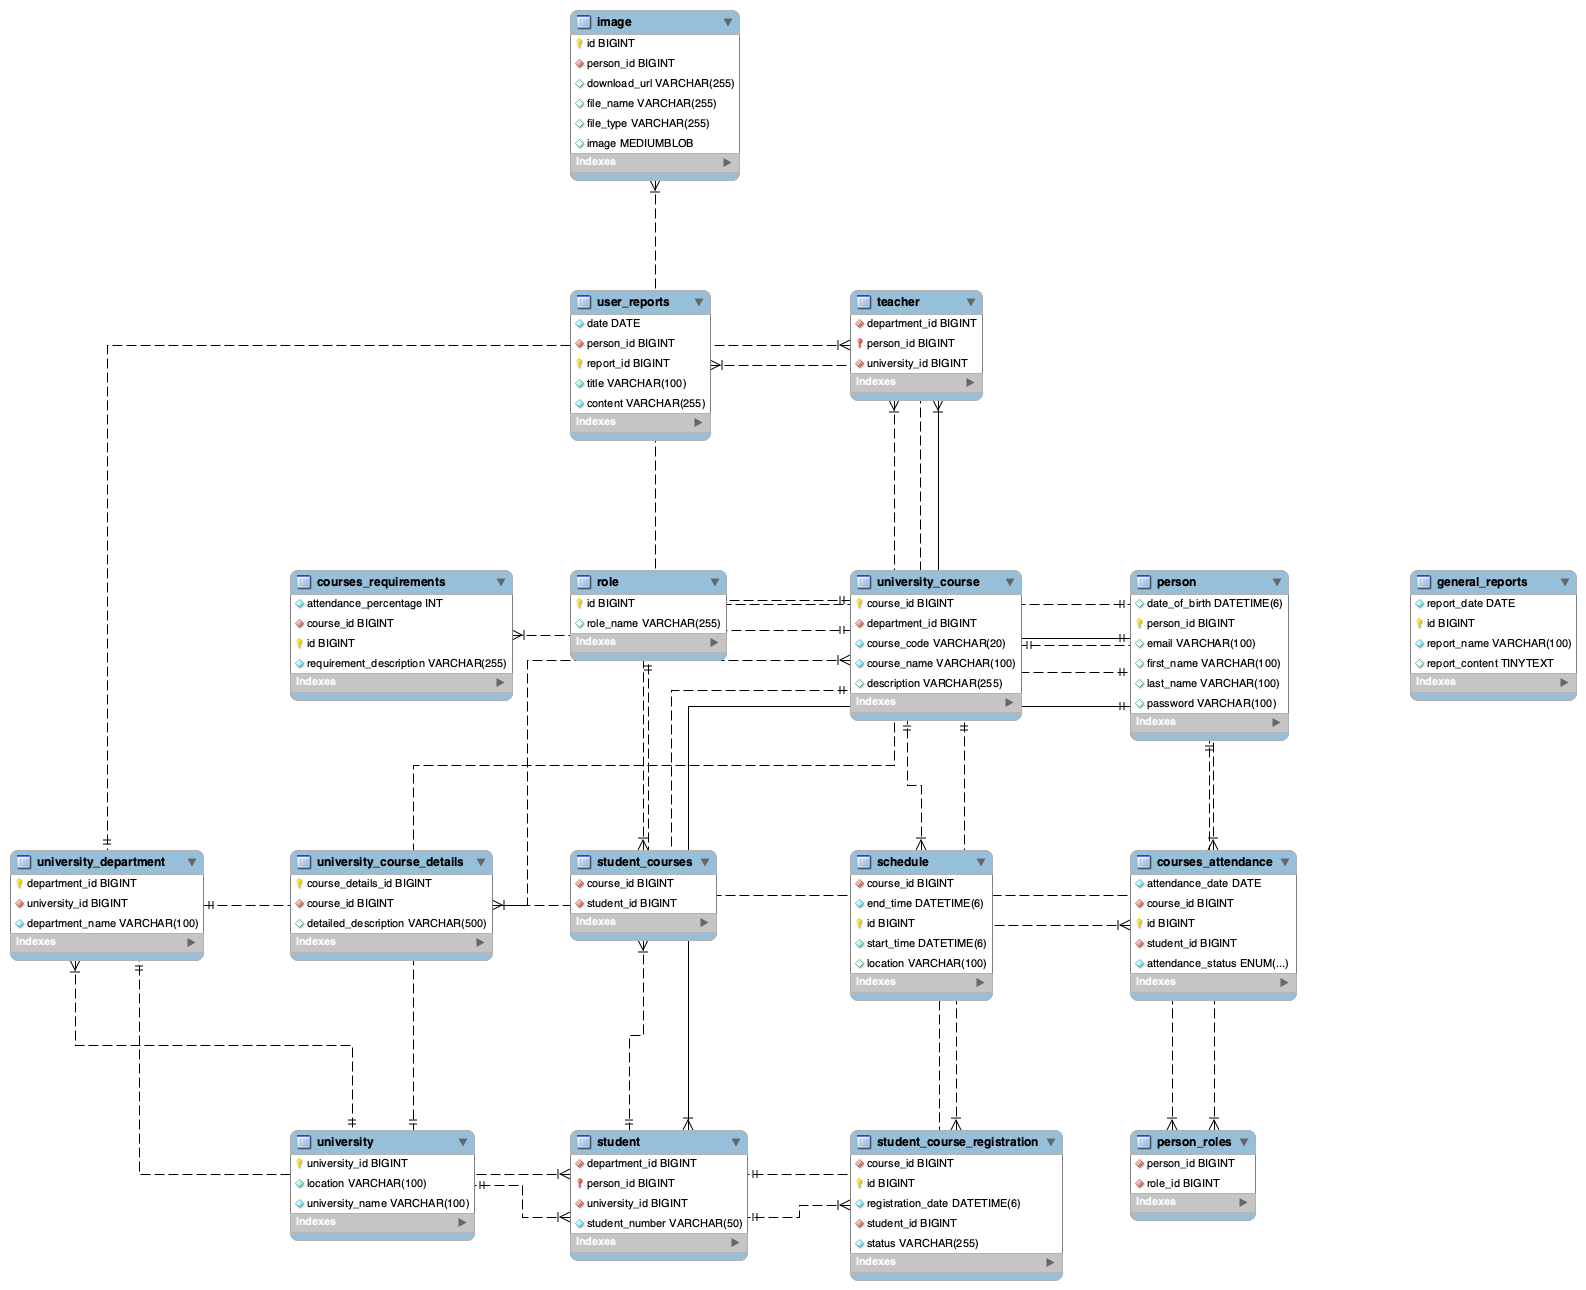 image
id BIGINT
person_id BIGINT
download_url VARCHAR(255)
file_name VARCHAR(255)
file_type VARCHAR(255)
image MEDIUMBLOB
Indexes
user_reports
date DATE
person_id BIGINT
report_id BIGINT
title VARCHAR(100)
content VARCHAR(255)
Indexes
teacher
department_id BIGINT
person_id BIGINT
university_id BIGINT
Indexes
courses_requirements
attendance_percentage INT
course_id BIGINT
id BIGINT
requirement_description VARCHAR(255)
Indexes
role
id BIGINT
role_name VARCHAR(255)
Indexes
university_course
course_id BIGINT
department_id BIGINT
course_code VARCHAR(20)
course_name VARCHAR(100)
description VARCHAR(255)
Indexes
person
date_of_birth DATETIME(6)
person_id BIGINT
email VARCHAR(100)
first_name VARCHAR(100)
last_name VARCHAR(100)
password VARCHAR(100)
Indexes
general_reports
report_date DATE
id BIGINT
report_name VARCHAR(100)
report_content TINYTEXT
Indexes
university_department
department_id BIGINT
university_id BIGINT
department_name VARCHAR(100)
Indexes
university_course_details
course_details_id BIGINT
course_id BIGINT
detailed_description VARCHAR(500)
Indexes
student_courses
course_id BIGINT
student_id BIGINT
Indexes
schedule
course_id BIGINT
end_time DATETIME(6)
id BIGINT
start_time DATETIME(6)
location VARCHAR(100)
Indexes
courses_attendance
attendance_date DATE
course_id BIGINT
id BIGINT
student_id BIGINT
attendance_status ENUM(...)
Indexes
university
university_id BIGINT
location VARCHAR(100)
university_name VARCHAR(100)
Indexes
student
department_id BIGINT
person_id BIGINT
university_id BIGINT
student_number VARCHAR(50)
Indexes
student_course_registration
course_id BIGINT
id BIGINT
registration_date DATETIME(6)
student_id BIGINT
status VARCHAR(255)
Indexes
person_roles
person_id BIGINT
role_id BIGINT
Indexes